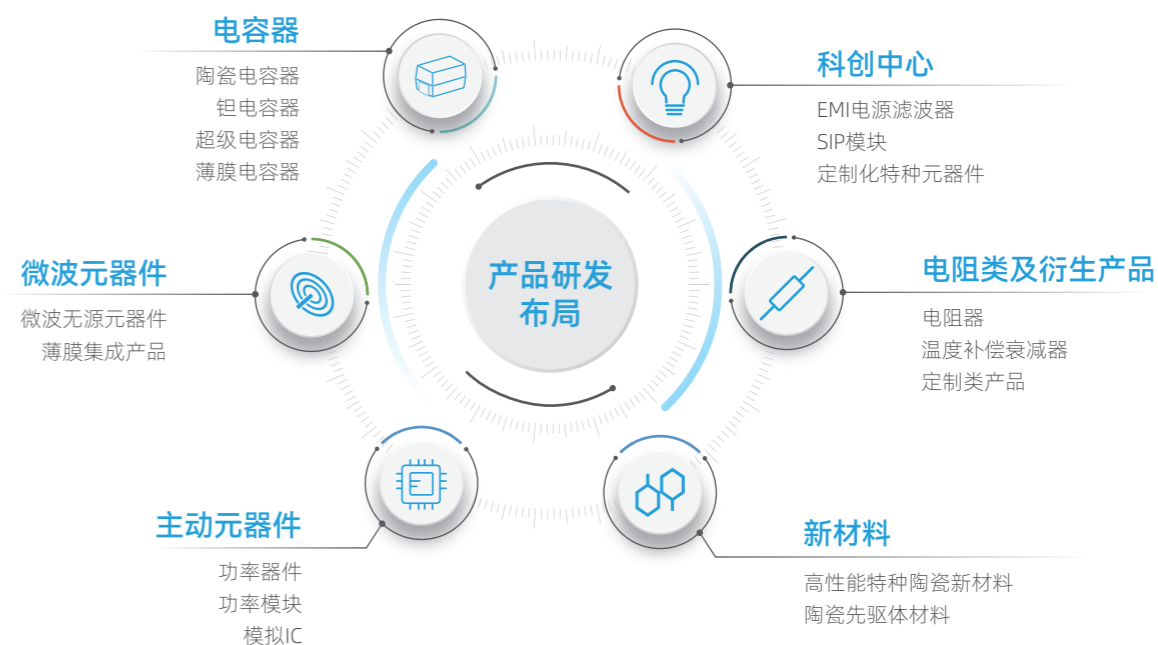 电容器
陶瓷电容器
钽电容器
超级电容器
薄膜电容器
科创中心
EMI电源滤波器
SIP模块
定制化特种元器件
微波元器件
微波无源元器件
薄膜集成产品
产品研发
布局
电阻类及衍生产品
电阻器
温度补偿衰减器
定制类产品
主动元器件
功率器件
功率模块
模拟IC
新材料
高性能特种陶瓷新材料
陶瓷先驱体材料